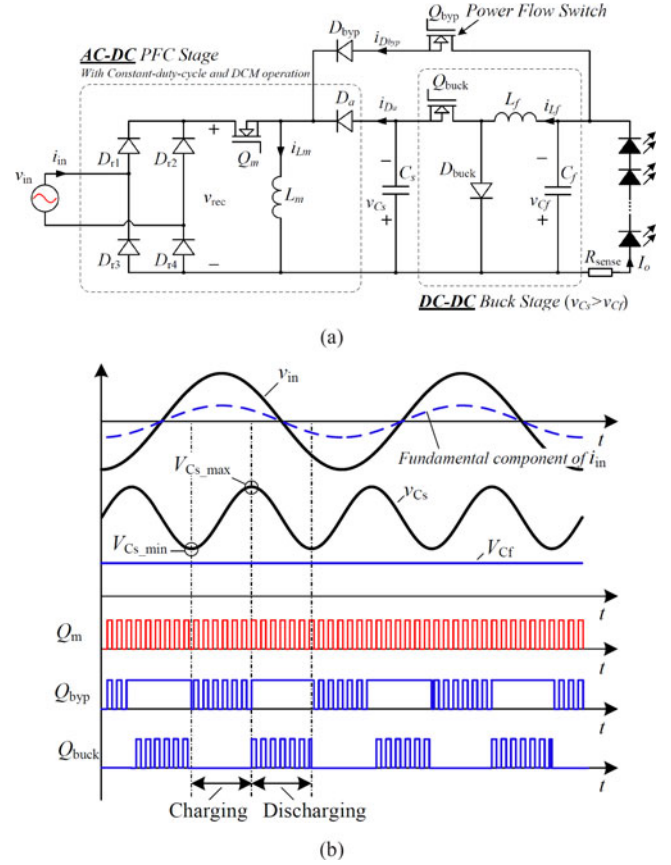 Q_byp
Power Flow Switch
D_byp
i_Dbyp
AC-DC PFC Stage
With Constant-duty-cycle and DCM operation
Q_buck
D_a
i_Da
L_f
i_Lf
D_r1
D_r2
+
Q_m
i_Lm
−
C_s
−
C_f
i_in
v_in
v_rec
L_m
D_buck
v_Cs
+
v_Cf
+
D_r3
D_r4
−
R_sense
I_o
DC-DC Buck Stage (v_Cs>v_Cf)
(a)
v_in
t
Fundamental component of i_in
V_Cs_max
v_Cs
V_Cs_min
V_Cf
t
Q_m
t
Q_byp
t
Q_buck
t
Charging
Discharging
(b)